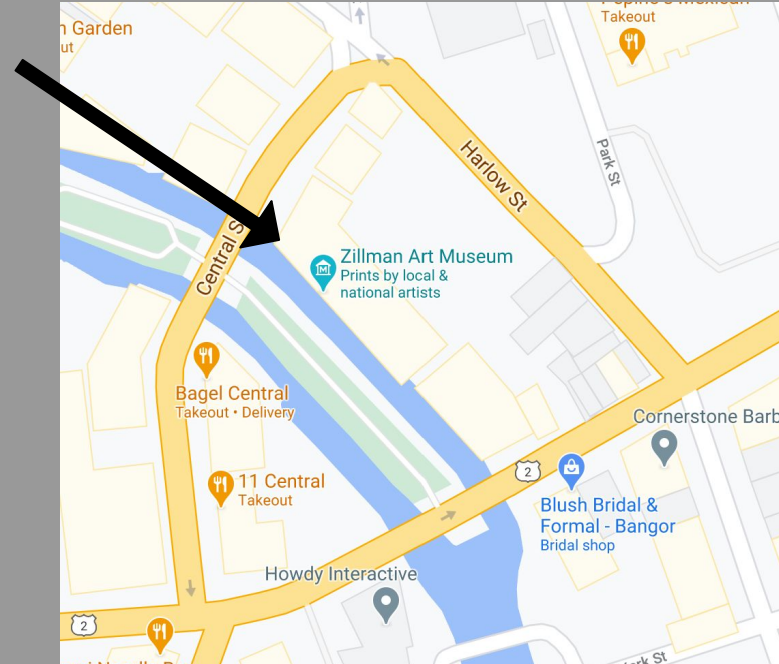 Garden
Takeout
Harlow St
Park St
Central S
Zillman Art Museum
Prints by local &
national artists
Bagel Central
Takeout • Delivery
Cornerstone Barb
2
11 Central
Takeout
Blush Bridal &
Formal - Bangor
Bridal shop
Howdy Interactive
2